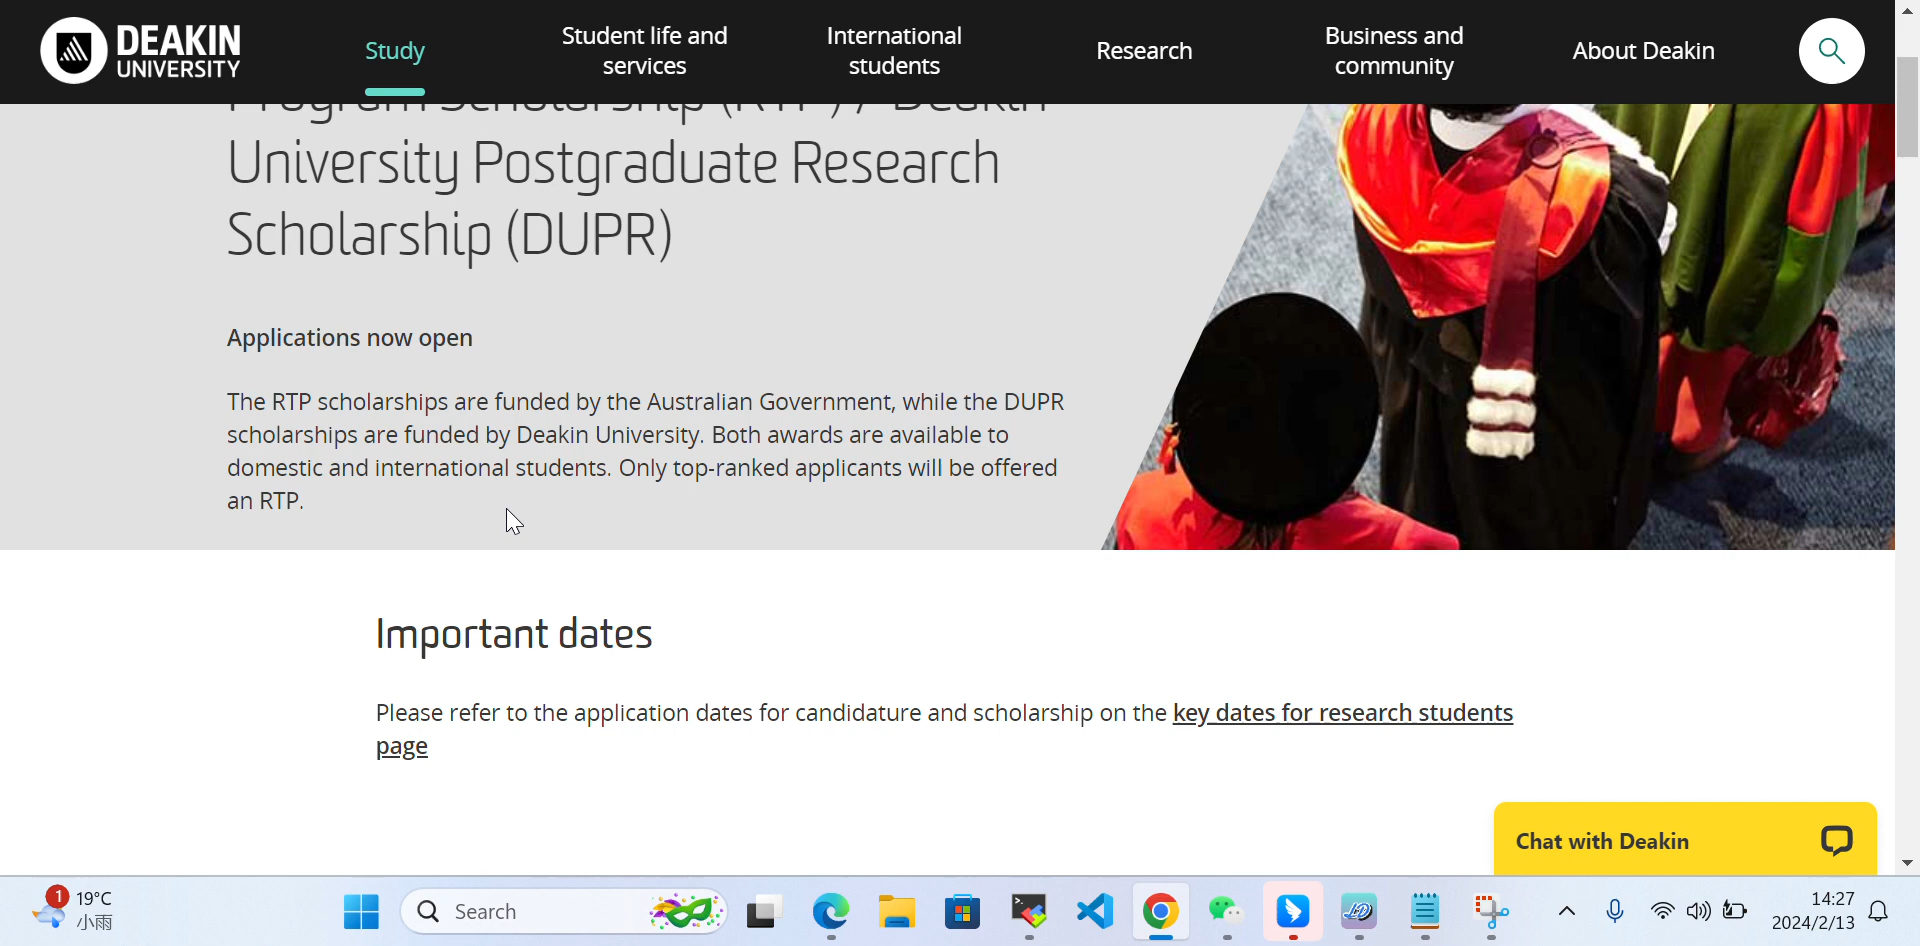 DEAKIN
UNIVERSITY
Study
Student life and
services
International
students
Research
Business and
community
About Deakin
Program Scholarship (RTP) / Deakin
University Postgraduate Research
Scholarship (DUPR)
Applications now open
The RTP scholarships are funded by the Australian Government, while the DUPR
scholarships are funded by Deakin University. Both awards are available to
domestic and international students. Only top-ranked applicants will be offered
an RTP.
Important dates
Please refer to the application dates for candidature and scholarship on the key dates for research students
page
Chat with Deakin
1
19°C
小雨
Search
14:27
2024/2/13